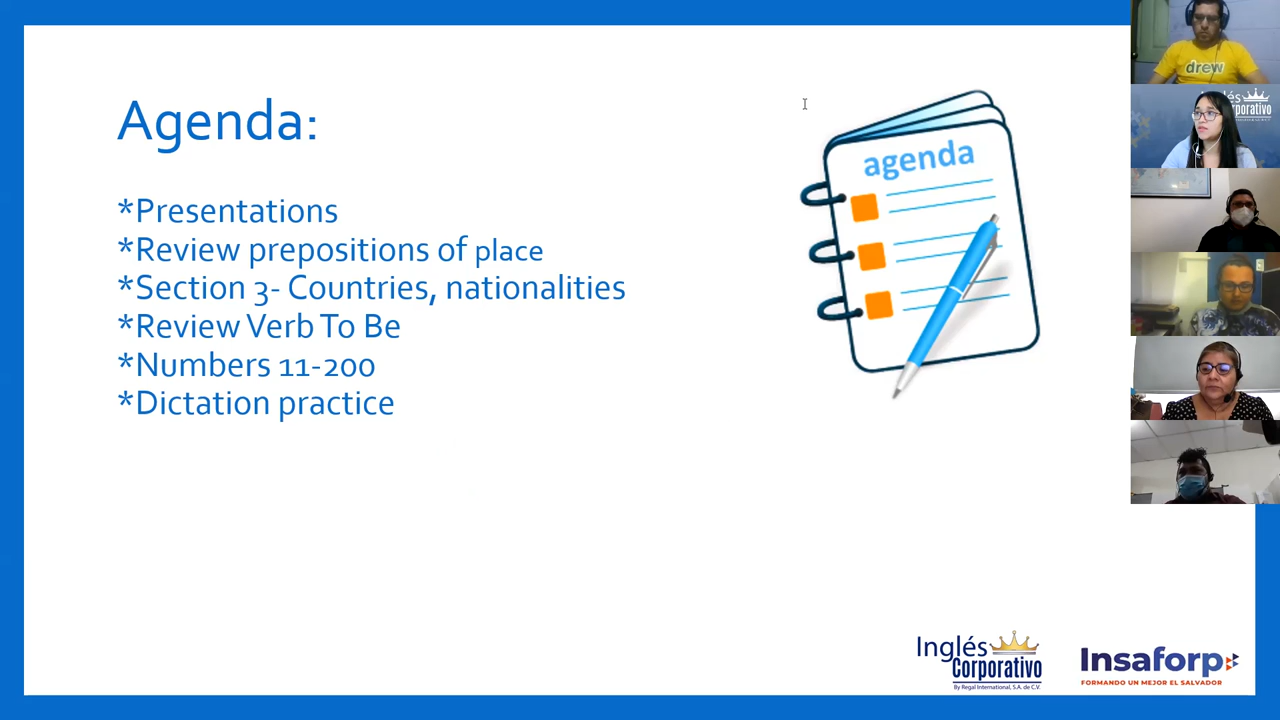 Agenda:
*Presentations
*Review prepositions of place
*Section 3- Countries, nationalities
*Review Verb To Be
*Numbers 11-200
*Dictation practice
agenda
drew
Inglés
Corporativo
By Regal International, S.A. de C.V.
Insaforp
FORMANDO UN MEJOR EL SALVADOR